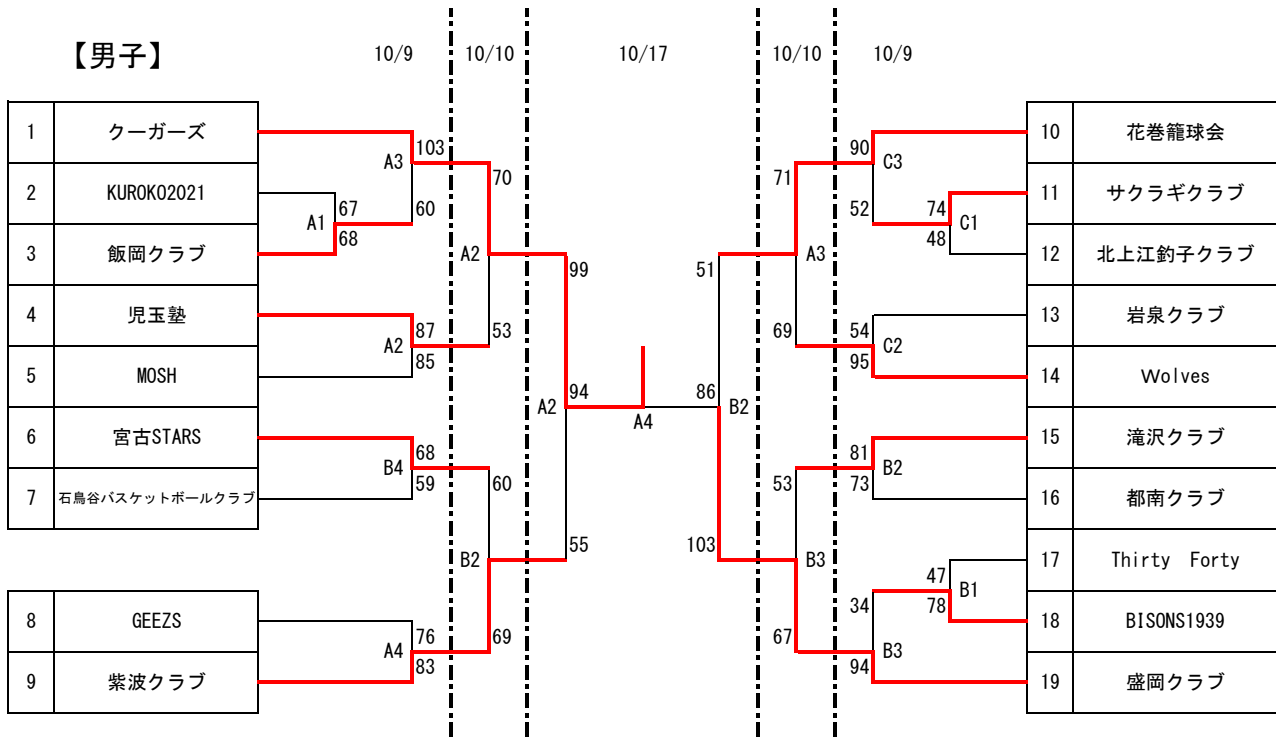 【男子】
10/9
10/10
10/17
10/10
10/9
1 クーガーズ
2 KUROKO2021
3 飯岡クラブ
4 児玉塾
5 MOSH
6 宮古STARS
7 石鳥谷バスケットボールクラブ
8 GEEZS
9 紫波クラブ
A1
67
68
A3
103
60
A2
87
85
B4
68
59
A4
76
83
A2
70
53
B2
60
69
A2
99
55
94
A4
86
B2
51
103
A3
71
69
B3
53
67
C3
90
52
C1
74
48
C2
54
95
B2
81
73
B1
47
78
B3
34
94
10 花巻籠球会
11 サクラギクラブ
12 北上江釣子クラブ
13 岩泉クラブ
14 Wolves
15 滝沢クラブ
16 都南クラブ
17 Thirty Forty
18 BISONS1939
19 盛岡クラブ